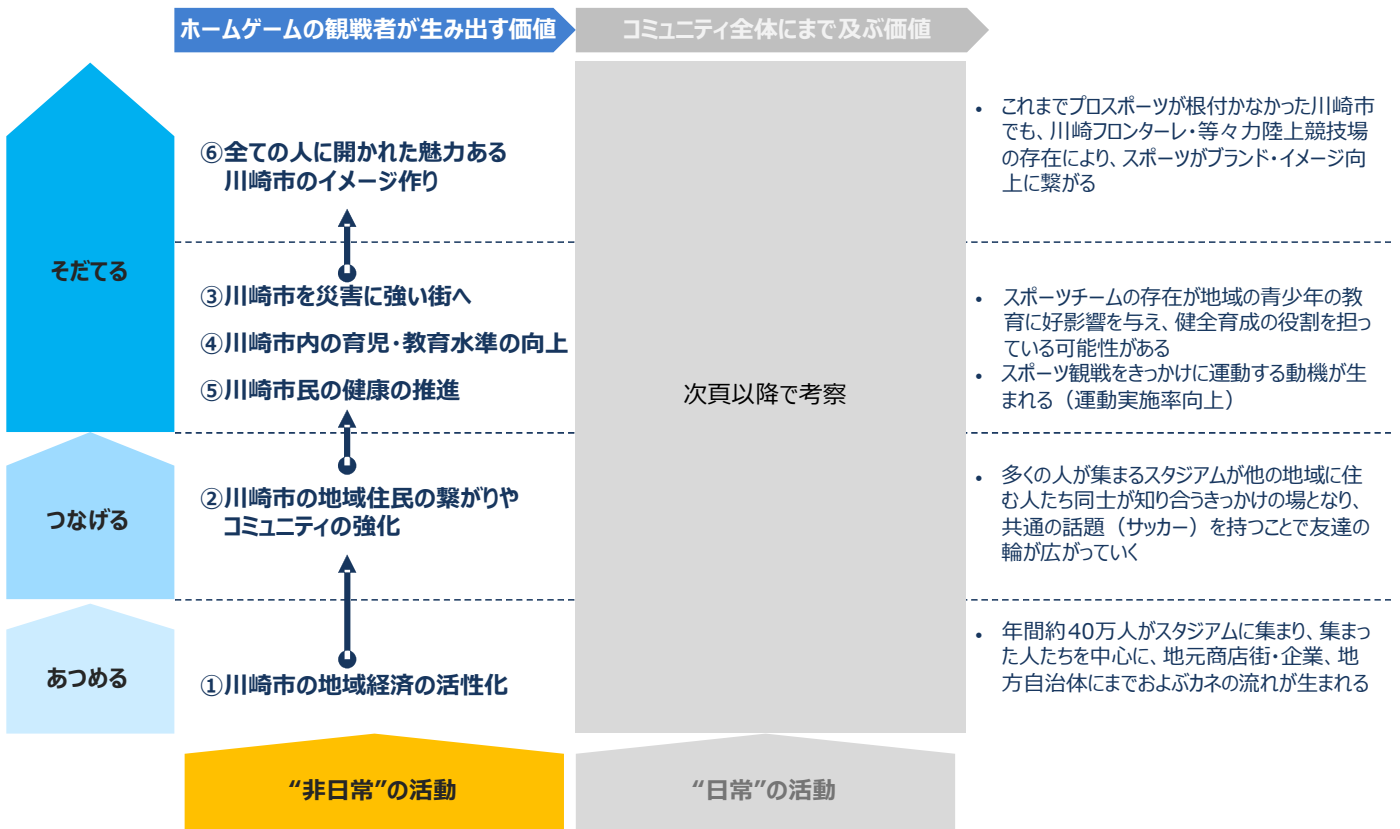 ホームゲームの観戦者が生み出す価値
コミュニティ全体にまで及ぶ価値
そだてる
⑥全ての人に開かれた魅力ある
川崎市のイメージ作り
• これまでプロスポーツが根付かなかった川崎市
でも、川崎フロンターレ・等々力陸上競技場
の存在により、スポーツがブランド・イメージ向
上に繋がる
③川崎市を災害に強い街へ
④川崎市内の育児・教育水準の向上
⑤川崎市民の健康の推進
次頁以降で考察
• スポーツチームの存在が地域の青少年の教
育に好影響を与え、健全育成の役割を担っ
ている可能性がある
• スポーツ観戦をきっかけに運動する動機が生
まれる（運動実施率向上）
つなげる
②川崎市の地域住民の繋がりや
コミュニティの強化
• 多くの人が集まるスタジアムが他の地域に住
む人たち同士が知り合うきっかけの場となり、
共通の話題（サッカー）を持つことで友達の
輪が広がっていく
あつめる
①川崎市の地域経済の活性化
• 年間約40万人がスタジアムに集まり、集まっ
た人たちを中心に、地元商店街・企業、地
方自治体にまでおよぶカネの流れが生まれる
“非日常”の活動
“日常”の活動